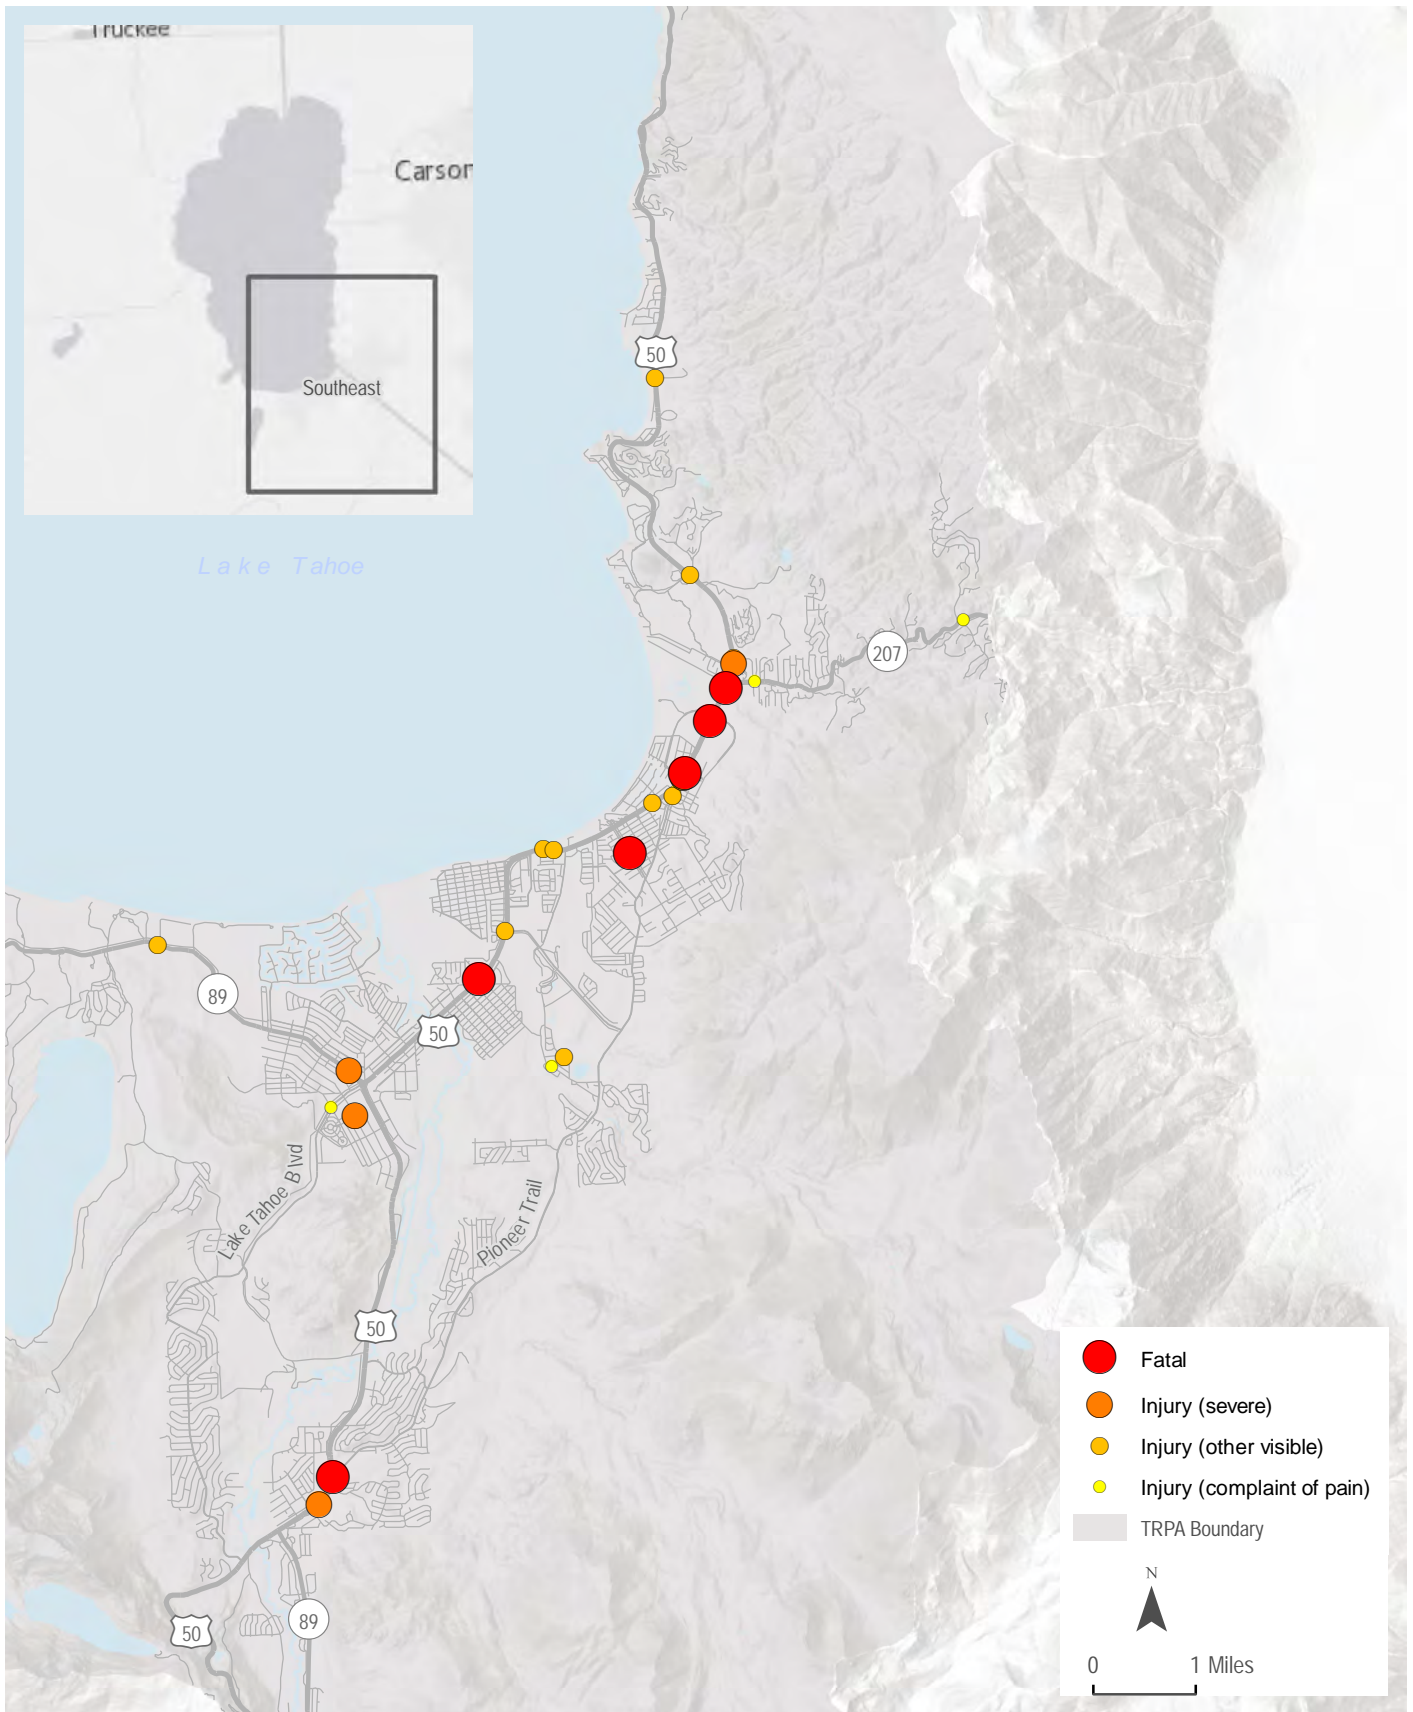 Truckee
Carson
Southeast
50
Lake Tahoe
207
89
50
Lake Tahoe Blvd
Pioneer Trail
50
Fatal
Injury (severe)
Injury (other visible)
Injury (complaint of pain)
TRPA Boundary
N
50
89
0 1 Miles